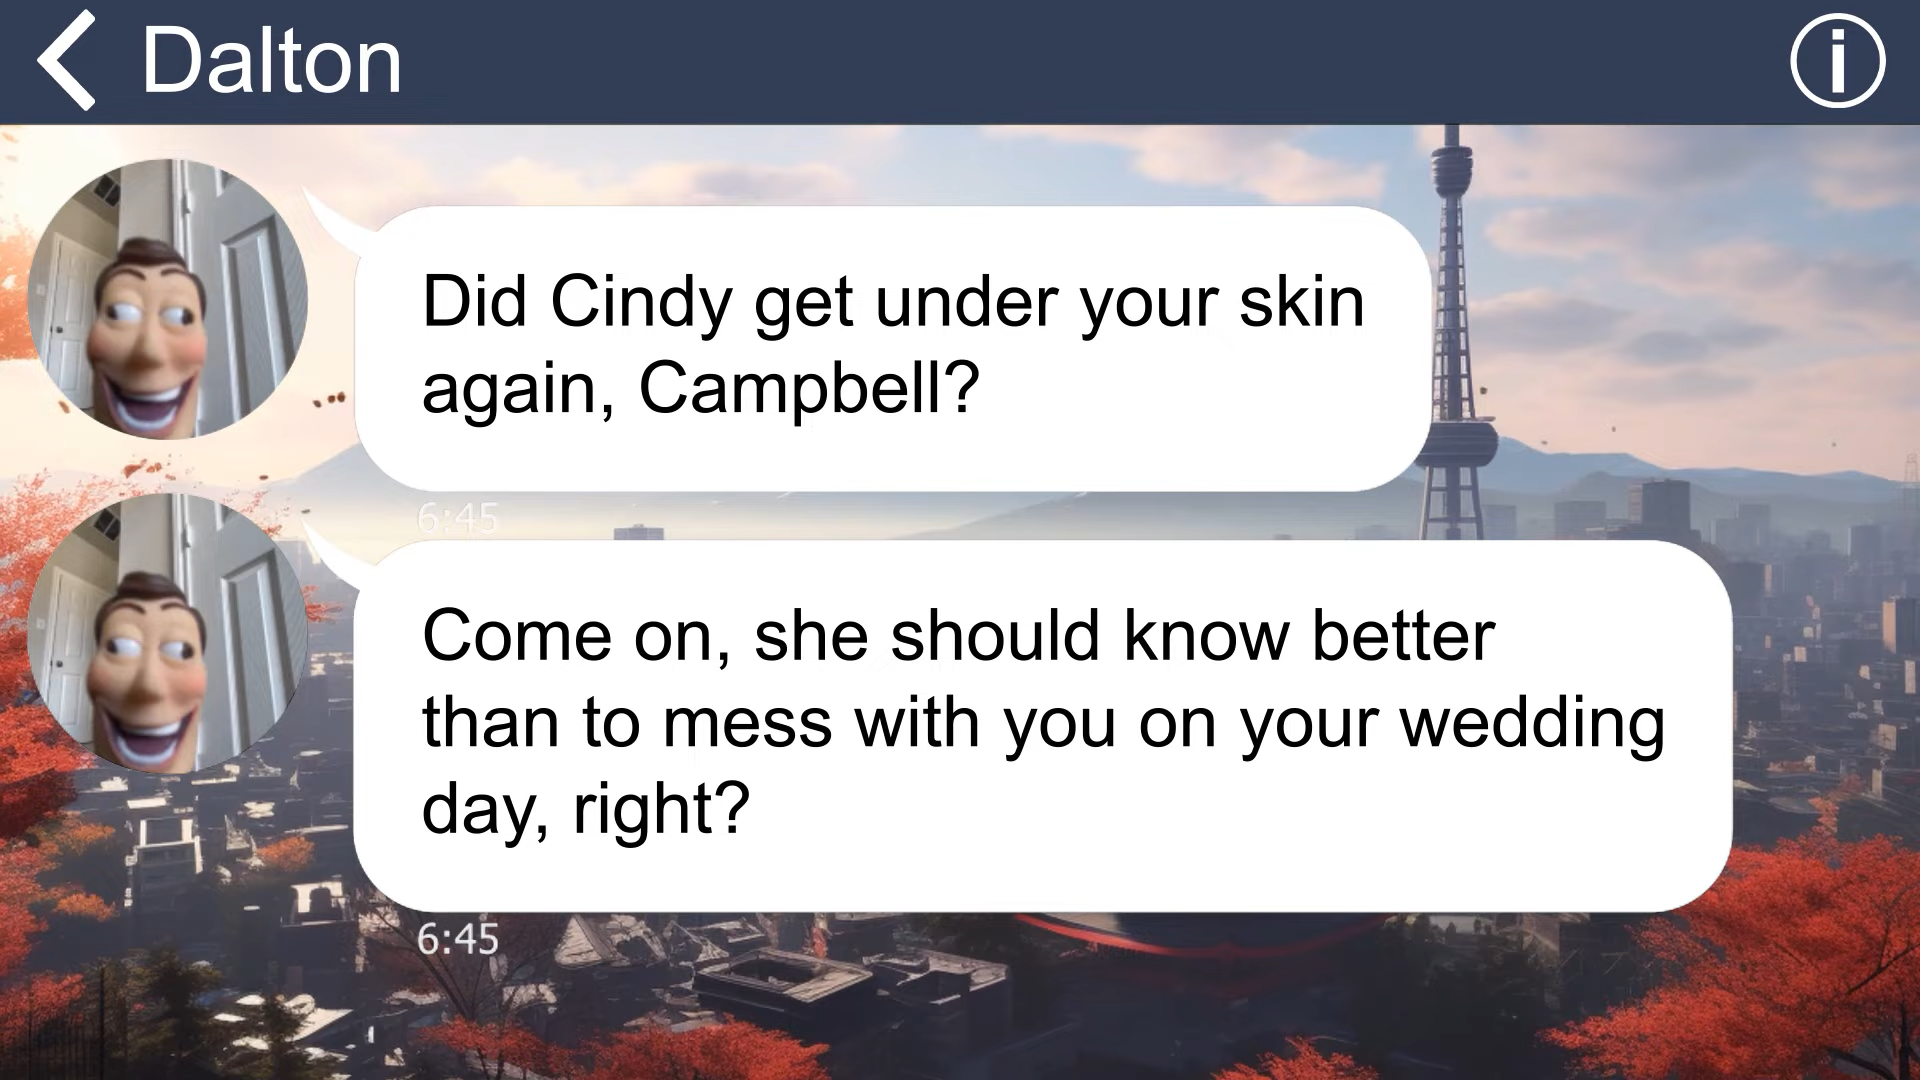 Dalton
Did Cindy get under your skin
again, Campbell?
6:45
Come on, she should know better
than to mess with you on your wedding
day, right?
6:45